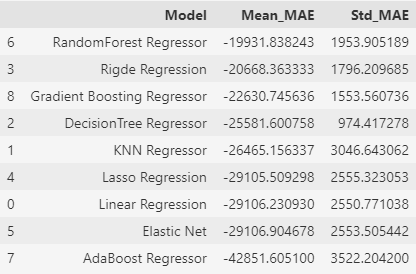 Model Mean_MAE Std_MAE
6 RandomForest Regressor -19931.838243 1953.905189
3 Rigde Regression -20668.363333 1796.209685
8 Gradient Boosting Regressor -22630.745636 1553.560736
2 DecisionTree Regressor -25581.600758 974.417278
1 KNN Regressor -26465.156337 3046.643062
4 Lasso Regression -29105.509298 2555.323053
0 Linear Regression -29106.230930 2550.771038
5 Elastic Net -29106.904678 2553.505442
7 AdaBoost Regressor -42851.605100 3522.204200